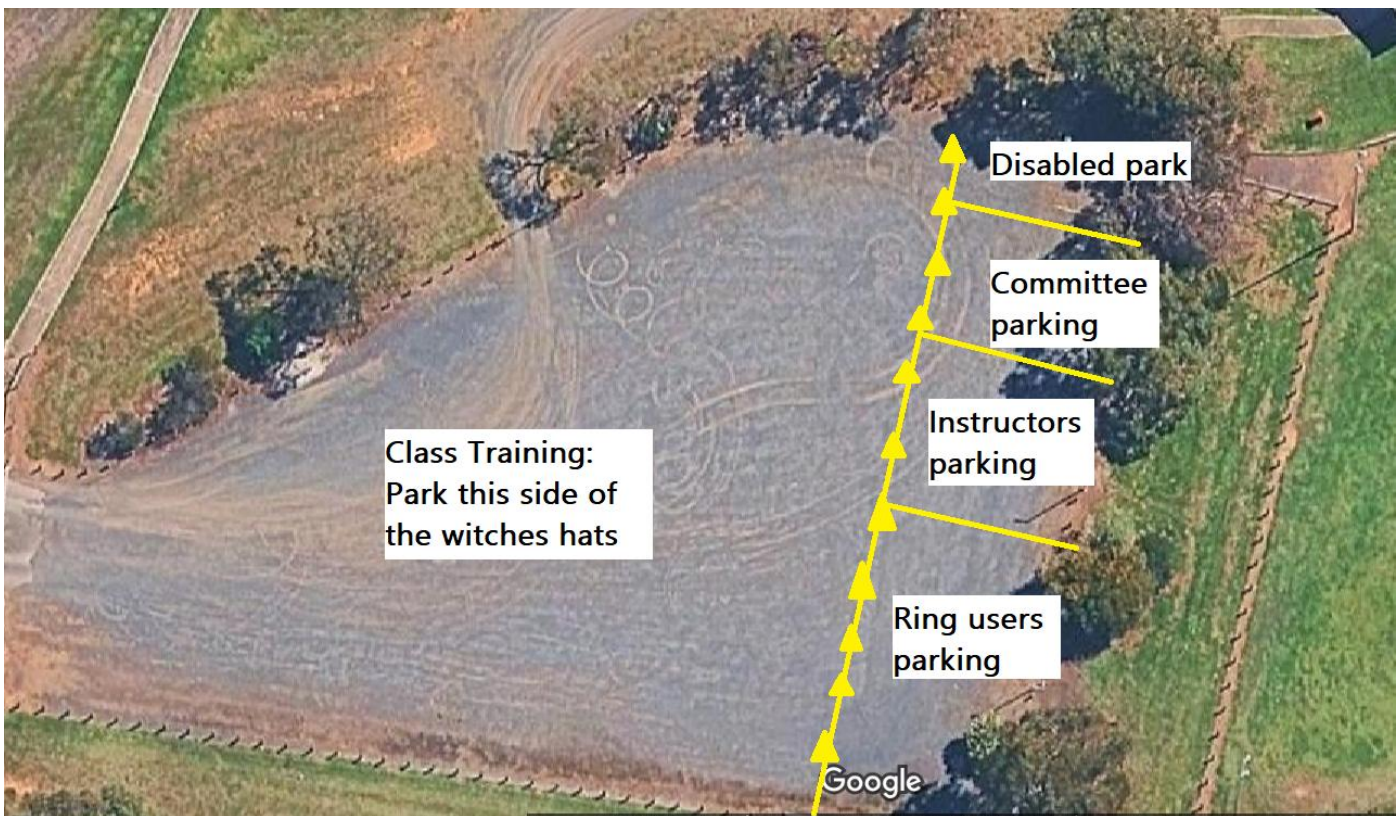 Disabled park
Committee
parking
Instructors
parking
Class Training:
Park this side of
the witches hats
Ring users
parking
Google